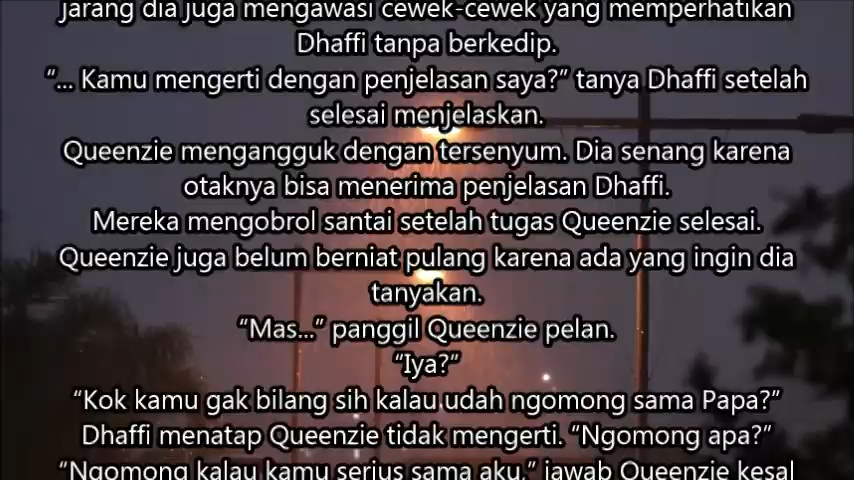 jarang dia juga mengawasi cewek-cewek yang memperhatikan
Dhaffi tanpa berkedip.
“... Kamu mengerti dengan penjelasan saya?” tanya Dhaffi setelah
selesai menjelaskan.
Queenzie mengangguk dengan tersenyum. Dia senang karena
otaknya bisa menerima penjelasan Dhaffi.
Mereka mengobrol santai setelah tugas Queenzie selesai.
Queenzie juga belum berniat pulang karena ada yang ingin dia
tanyakan.
“Mas...” panggil Queenzie pelan.
“Iya?”
“Kok kamu gak bilang sih kalau udah ngomong sama Papa?”
Dhaffi menatap Queenzie tidak mengerti. “Ngomong apa?”
“Ngomong kalau kamu serius sama aku,” jawab Queenzie kesal